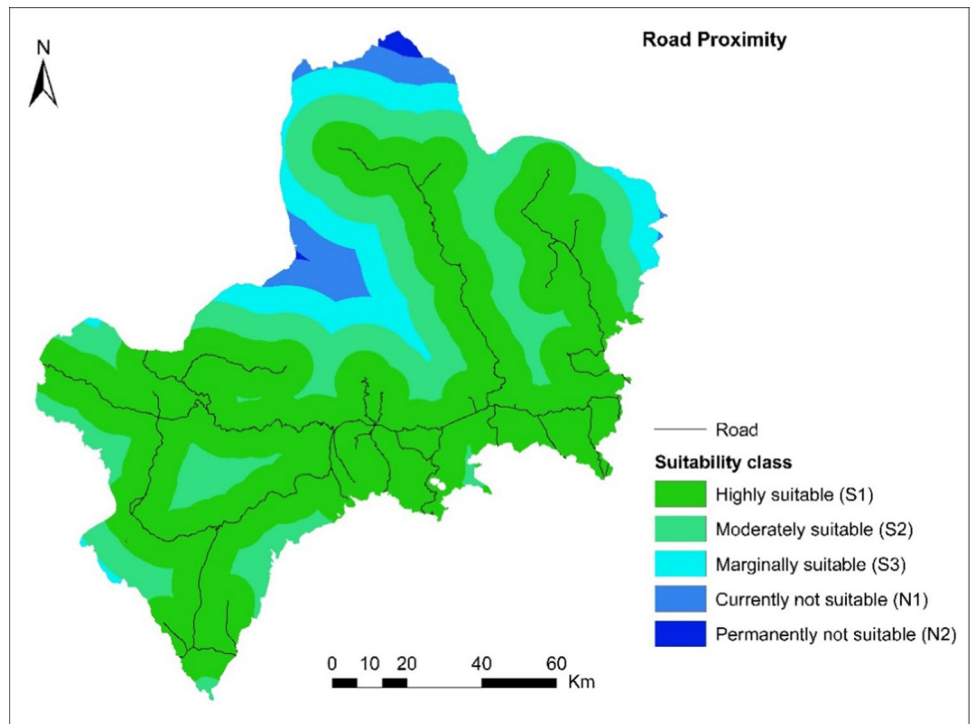 Road Proximity
N
Road
Suitability class
Highly suitable (S1)
Moderately suitable (S2)
Marginally suitable (S3)
Currently not suitable (N1)
Permanently not suitable (N2)
0 10 20 40 60
Km